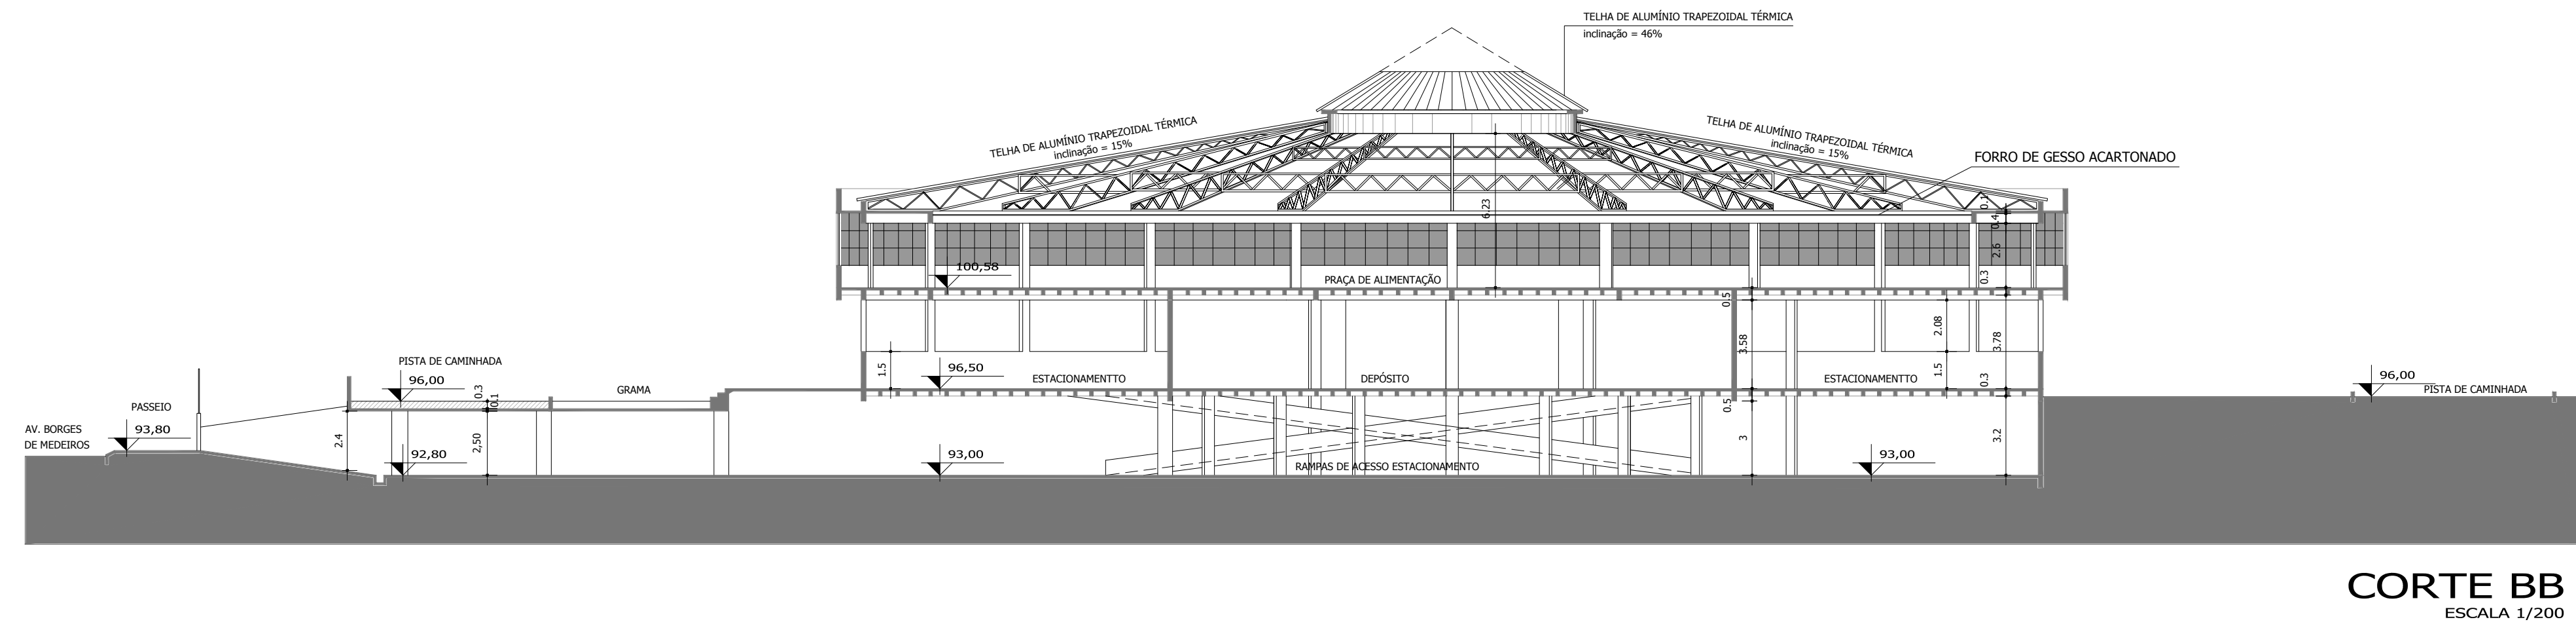 TELHA DE ALUMÍNIO TRAPEZOIDAL TÉRMICA
inclinação = 46%
TELHA DE ALUMÍNIO TRAPEZOIDAL TÉRMICA
inclinação = 15%
TELHA DE ALUMÍNIO TRAPEZOIDAL TÉRMICA
inclinação = 15%
FORRO DE GESSO ACARTONADO
6.23
0.1
0.4
2.6
0.3
100,58
PRAÇA DE ALIMENTAÇÃO
0.5
3.58
2.08
1.5
3.78
0.3
1.5
96,50
ESTACIONAMENTTO
DEPÓSITO
ESTACIONAMENTTO
PISTA DE CAMINHADA
96,00
0.3
0.1
GRAMA
PASSEIO
93,80
AV. BORGES
DE MEDEIROS
2.4
2,50
92,80
93,00
RAMPAS DE ACESSO ESTACIONAMENTO
0.5
3
3.2
93,00
96,00
PISTA DE CAMINHADA
CORTE BB
ESCALA 1/200